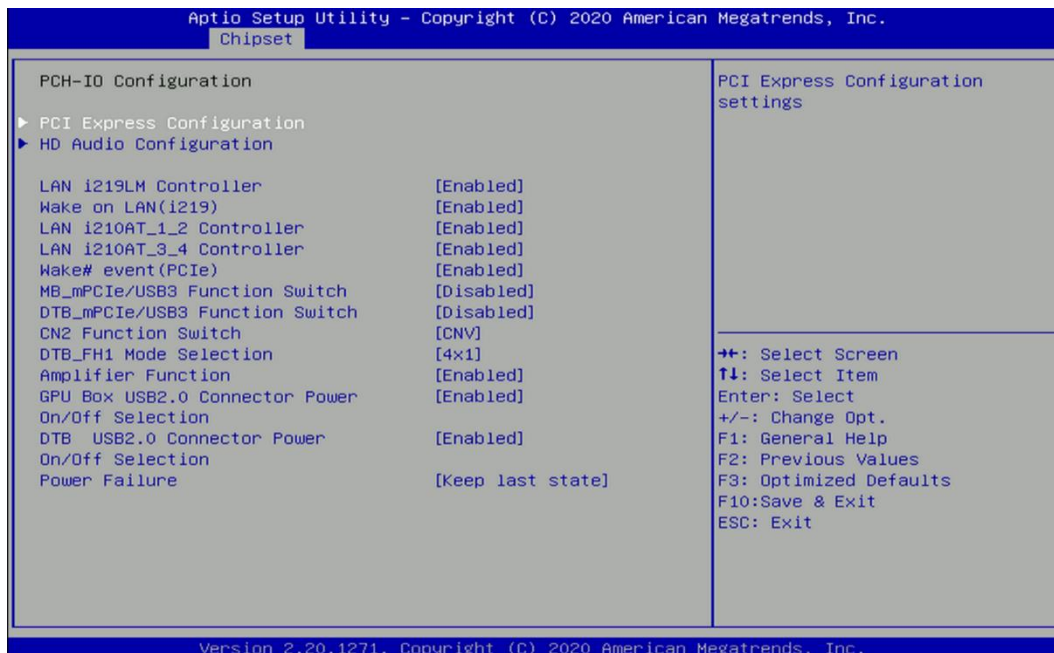 Aptio Setup Utility – Copyright (C) 2020 American Megatrends, Inc.
Chipset
PCH-IO Configuration
PCI Express Configuration
HD Audio Configuration
LAN i219LM Controller [Enabled]
Wake on LAN(i219) [Enabled]
LAN i210AT_1_2 Controller [Enabled]
LAN i210AT_3_4 Controller [Enabled]
Wake# event(PCIe) [Enabled]
MB_mPCIe/USB3 Function Switch [Disabled]
DTB_mPCIe/USB3 Function Switch [Disabled]
CN2 Function Switch [CNV]
DTB_FH1 Mode Selection [4x1]
Amplifier Function [Enabled]
GPU Box USB2.0 Connector Power [Enabled]
On/Off Selection
DTB USB2.0 Connector Power [Enabled]
On/Off Selection
Power Failure [Keep last state]
PCI Express Configuration
settings
→←: Select Screen
↑↓: Select Item
Enter: Select
+/-: Change Opt.
F1: General Help
F2: Previous Values
F3: Optimized Defaults
F10:Save & Exit
ESC: Exit
Version 2.20.1271. Copyright (C) 2020 American Megatrends, Inc.